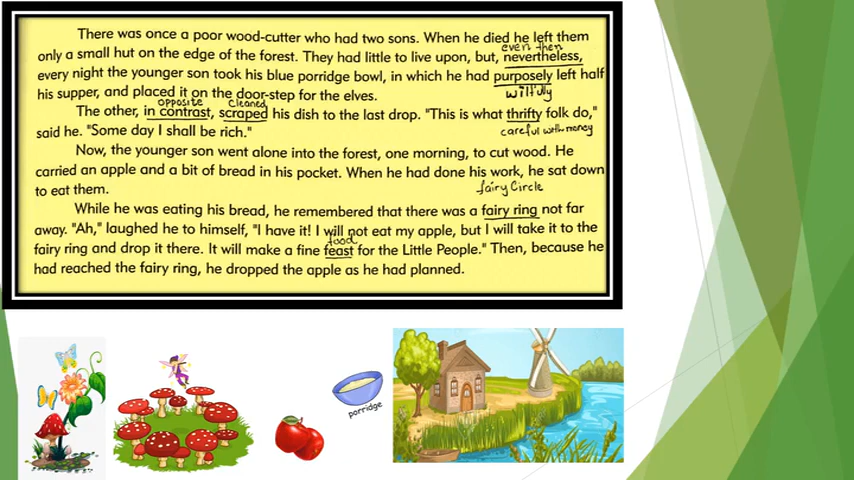 There was once a poor wood-cutter who had two sons. When he died he left them
only a small hut on the edge of the forest. They had little to live upon, but, nevertheless,
even then
every night the younger son took his blue porridge bowl, in which he had purposely left half
wilfully
his supper, and placed it on the door-step for the elves.
opposite cleaned
The other, in contrast, scraped his dish to the last drop. "This is what thrifty folk do,"
careful with money
said he. "Some day I shall be rich."
Now, the younger son went alone into the forest, one morning, to cut wood. He
carried an apple and a bit of bread in his pocket. When he had done his work, he sat down
to eat them.
fairy Circle
While he was eating his bread, he remembered that there was a fairy ring not far
away. "Ah," laughed he to himself, "I have it! I will not eat my apple, but I will take it to the
food
fairy ring and drop it there. It will make a fine feast for the Little People." Then, because he
had reached the fairy ring, he dropped the apple as he had planned.
porridge